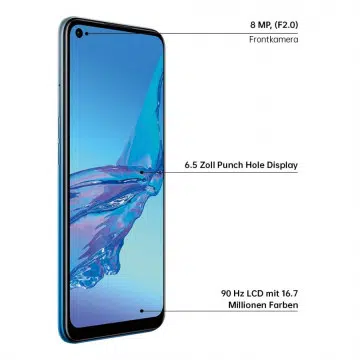 8 MP, (F2.0)
Frontkamera
6.5 Zoll Punch Hole Display
90 Hz LCD mit 16.7
Millionen Farben